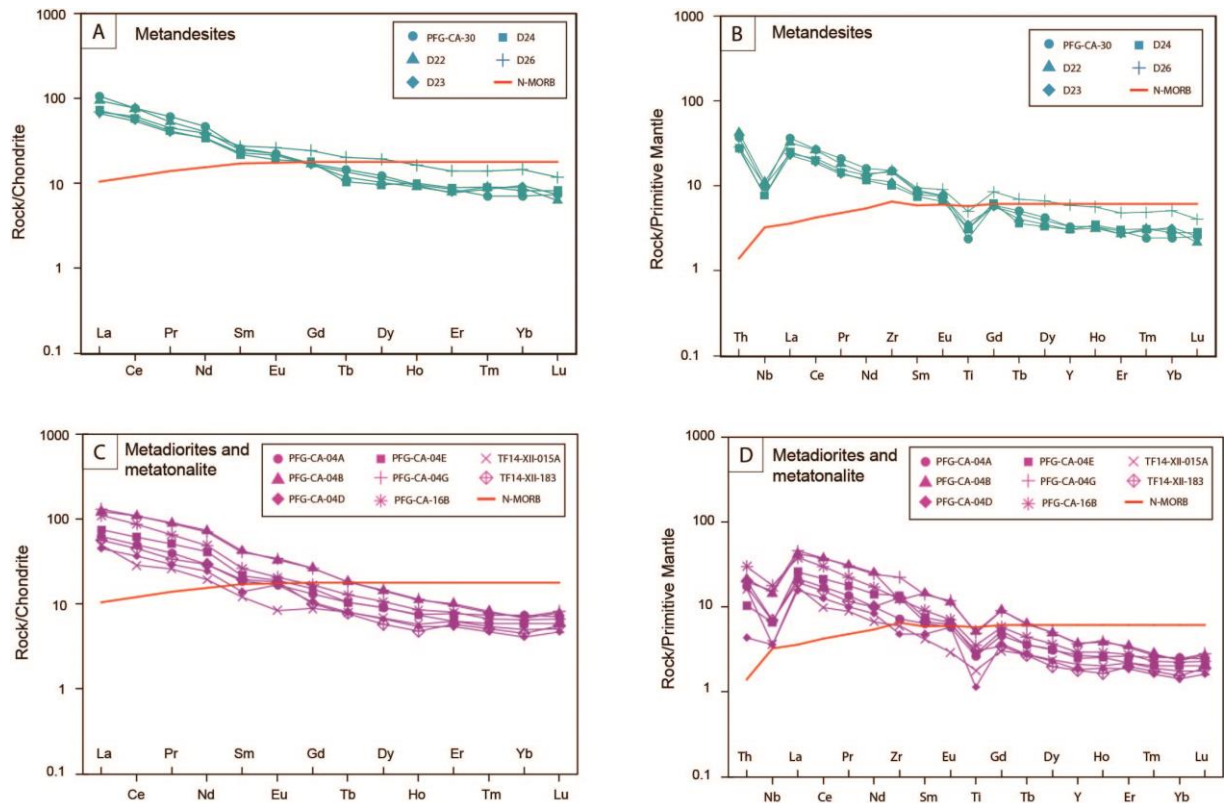 A Metandesites
PFG-CA-30
D22
D23
D24
D26
N-MORB
Rock/Chondrite
1000
100
10
1
0.1
La
Pr
Sm
Gd
Dy
Er
Yb
Ce
Nd
Eu
Tb
Ho
Tm
Lu
B Metandesites
PFG-CA-30
D22
D23
D24
D26
N-MORB
Rock/Primitive Mantle
1000
100
10
1
0.1
Th
La
Pr
Zr
Eu
Gd
Dy
Ho
Tm
Lu
Nb
Ce
Nd
Sm
Ti
Tb
Y
Er
Yb
C Metadiorites and
metatonalite
PFG-CA-04A
PFG-CA-04B
PFG-CA-04D
PFG-CA-04E
PFG-CA-04G
PFG-CA-16B
TF14-XII-015A
TF14-XII-183
N-MORB
Rock/Chondrite
1000
100
10
1
0.1
La
Pr
Sm
Gd
Dy
Er
Yb
Ce
Nd
Eu
Tb
Ho
Tm
Lu
D Metadiorites and
metatonalite
PFG-CA-04A
PFG-CA-04B
PFG-CA-04D
PFG-CA-04E
PFG-CA-04G
PFG-CA-16B
TF14-XII-015A
TF14-XII-183
N-MORB
Rock/Primitive Mantle
1000
100
10
1
0.1
Th
La
Pr
Zr
Eu
Gd
Dy
Ho
Tm
Lu
Nb
Ce
Nd
Sm
Ti
Tb
Y
Er
Yb